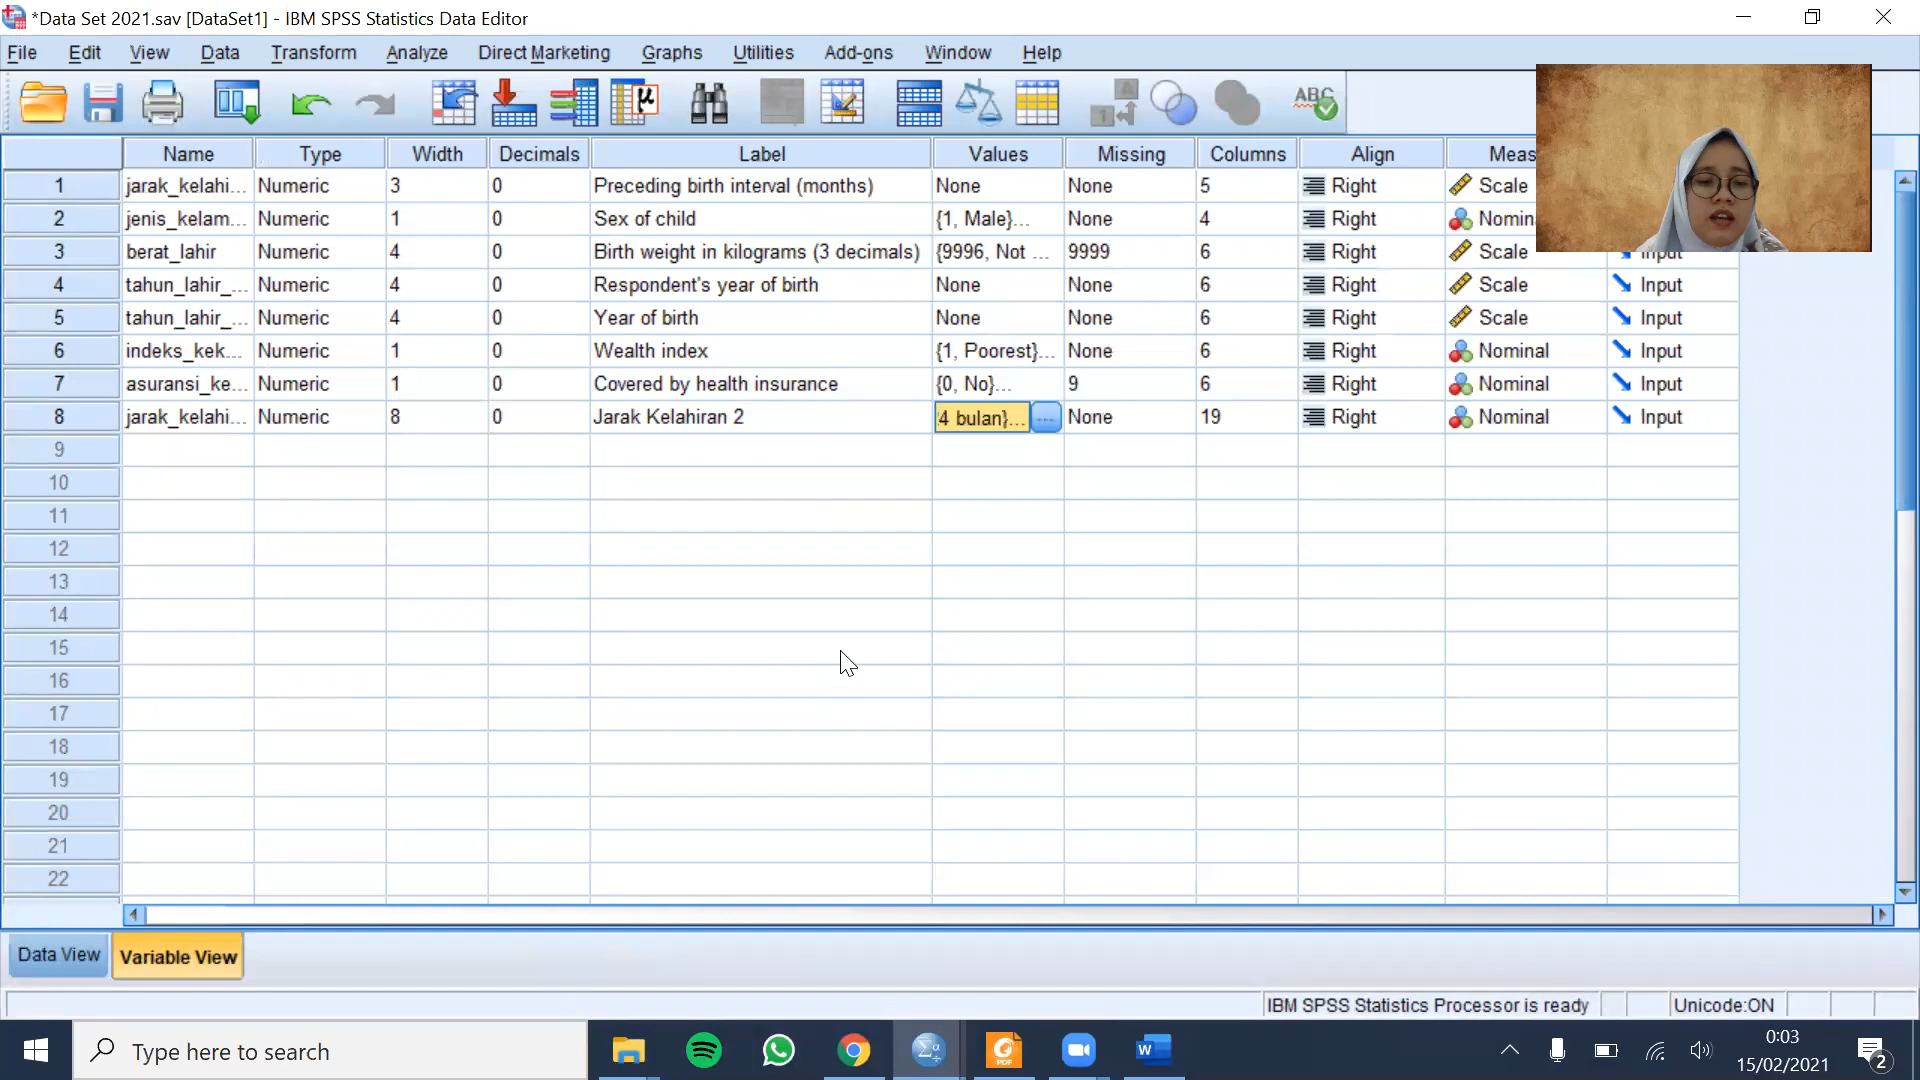 *Data Set 2021.sav [DataSet1] - IBM SPSS Statistics Data Editor
File Edit View Data Transform Analyze Direct Marketing Graphs Utilities Add-ons Window Help
Name Type Width Decimals Label Values Missing Columns Align Meas
1 jarak_kelahi... Numeric 3 0 Preceding birth interval (months) None None 5 Right Scale
2 jenis_kelam... Numeric 1 0 Sex of child {1, Male}... None 4 Right
3 berat_lahir Numeric 4 0 Birth weight in kilograms (3 decimals) {9996, Not ... 9999 6 Right Scale Input
4 tahun_lahir_... Numeric 4 0 Respondent's year of birth None None 6 Right Scale Input
5 tahun_lahir_... Numeric 4 0 Year of birth None None 6 Right Scale Input
6 indeks_kek... Numeric 1 0 Wealth index {1, Poorest}... None 6 Right Nominal Input
7 asuransi_ke... Numeric 1 0 Covered by health insurance {0, No}... 9 6 Right Nominal Input
8 jarak_kelahi... Numeric 8 0 Jarak Kelahiran 2 4 bulan}... ... None 19 Right Nominal Input
9
10
11
12
13
14
15
16
17
18
19
20
21
22
Data View Variable View
IBM SPSS Statistics Processor is ready Unicode:ON
Type here to search
0:03
15/02/2021
2